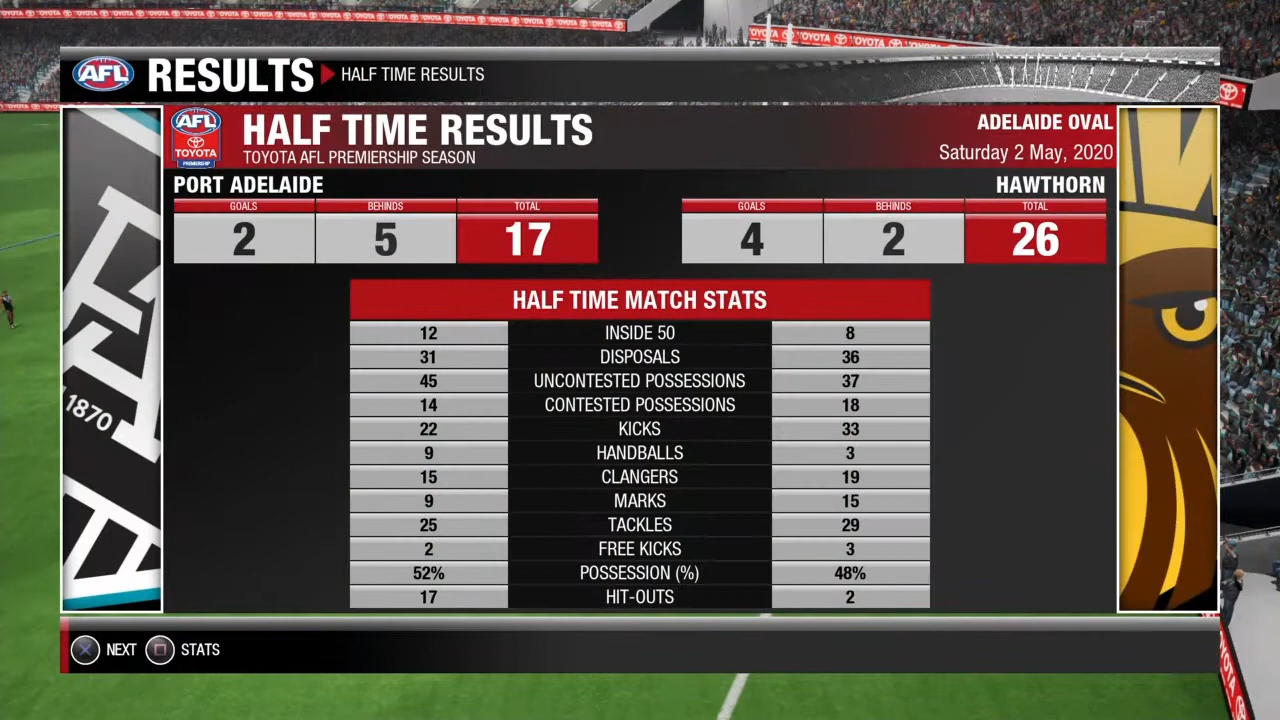 TOYOTA TOYOTA TOYOTA TOYOTA
AFL RESULTS HALF TIME RESULTS
AFL
TOYOTA
PREMIERSHIP
HALF TIME RESULTS
TOYOTA AFL PREMIERSHIP SEASON
ADELAIDE OVAL
Saturday 2 May, 2020
PORT ADELAIDE HAWTHORN
GOALS BEHINDS TOTAL GOALS BEHINDS TOTAL
2 5 17 4 2 26
HALF TIME MATCH STATS
12 INSIDE 50 8
31 DISPOSALS 36
45 UNCONTESTED POSSESSIONS 37
14 CONTESTED POSSESSIONS 18
22 KICKS 33
9 HANDBALLS 3
15 CLANGERS 19
9 MARKS 15
25 TACKLES 29
2 FREE KICKS 3
52% POSSESSION (%) 48%
17 HIT-OUTS 2
1870
NEXT STATS